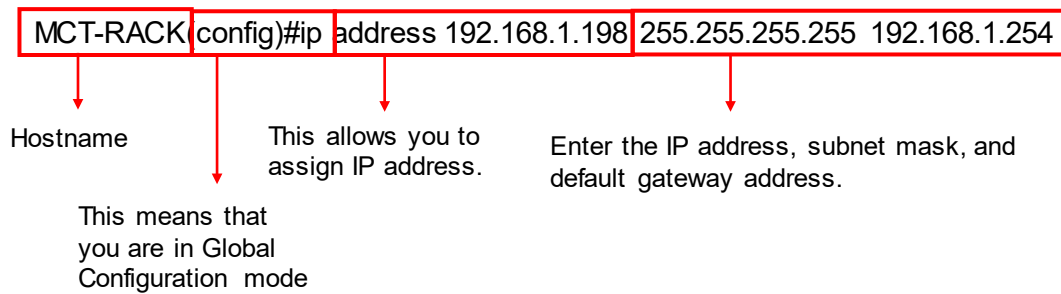 MCT-RACK(config)#ip address 192.168.1.198 255.255.255.255 192.168.1.254
Hostname
This allows you to
assign IP address.
Enter the IP address, subnet mask, and
default gateway address.
This means that
you are in Global
Configuration mode